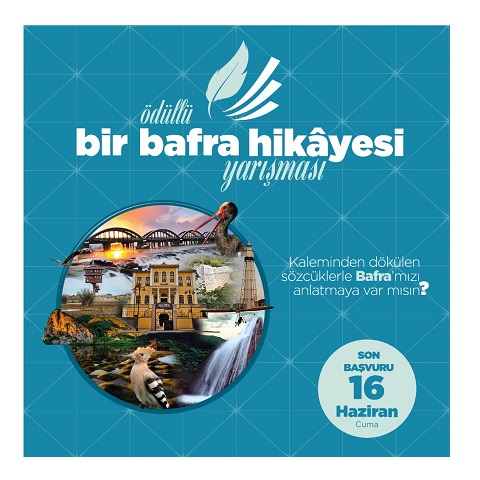 ödüllü
bir bafra hikâyesi
yarışması
Kaleminden dökülen
sözcüklerle Bafra'mızı
anlatmaya var mısın?
SON
BAŞVURU
16
Haziran
Cuma